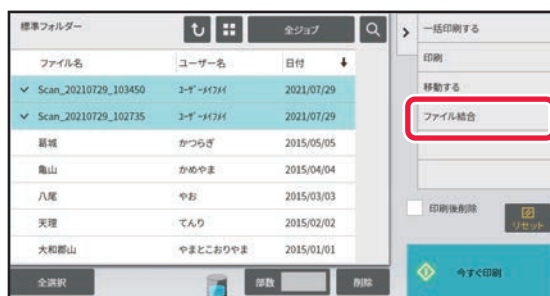 標準フォルダー
全ジョブ
一括印刷する
ファイル名 ユーザー名 日付
印刷
Scan_20210729_103450 ﾕｰｻﾞｰﾒｲﾌﾒｲ 2021/07/29
移動する
Scan_20210729_102735 ﾕｰｻﾞｰﾒｲﾌﾒｲ 2021/07/29
ファイル結合
葛城 かつらぎ 2015/05/05
亀山 かめやま 2015/04/04
八尾 やお 2015/03/03
印刷後削除
リセット
天理 てんり 2015/02/02
大和郡山 やまとこおりやま 2015/01/01
全選択 部数 削除
今すぐ印刷